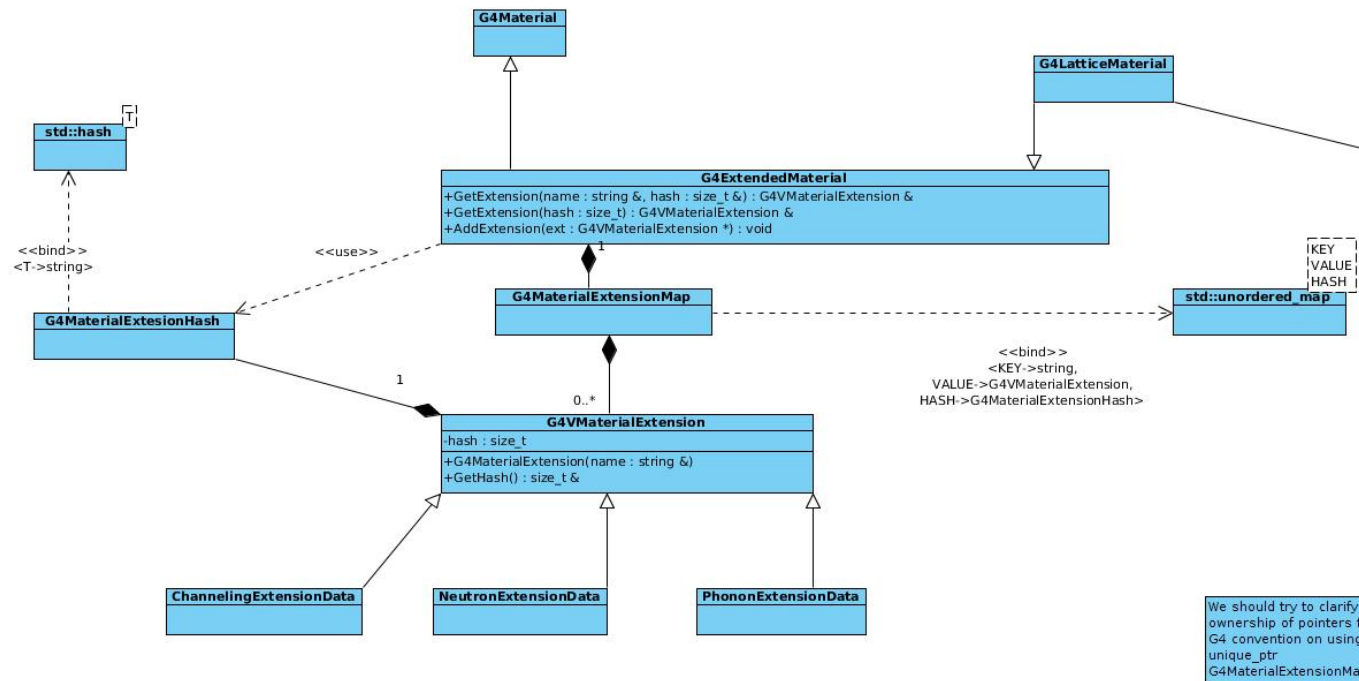 G4Material
G4LatticeMaterial
T
std::hash
G4ExtendedMaterial
+GetExtension(name : string &, hash : size_t &) : G4VMaterialExtension &
+GetExtension(hash : size_t) : G4VMaterialExtension &
+AddExtension(ext : G4VMaterialExtension *) : void
<<bind>>
<T->string>
<<use>>
1
KEY
VALUE
HASH
G4MaterialExtensionMap
std::unordered_map
G4MaterialExtesionHash
<<bind>>
<KEY->string,
VALUE->G4VMaterialExtension,
HASH->G4MaterialExtensionHash>
1
0..*
G4VMaterialExtension
-hash : size_t
+G4MaterialExtension(name : string &)
+GetHash() : size_t &
ChannelingExtensionData
NeutronExtensionData
PhononExtensionData
We should try to clarify
ownership of pointers
G4 convention on using
unique_ptr